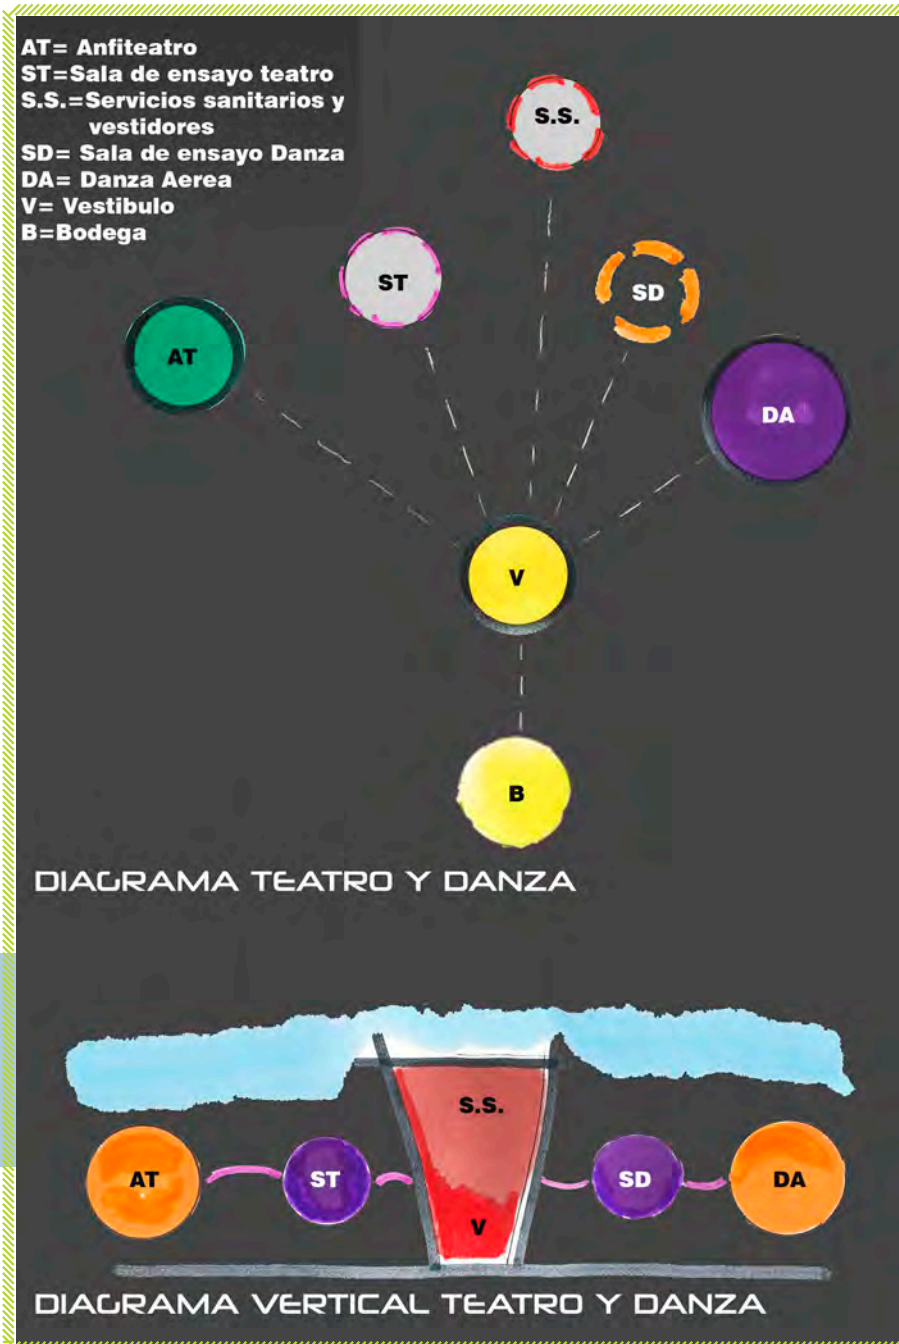 AT= Anfiteatro
ST=Sala de ensayo teatro
S.S.=Servicios sanitarios y
vestidores
SD= Sala de ensayo Danza
DA= Danza Aerea
V= Vestibulo
B=Bodega
S.S.
ST
SD
AT
DA
V
B
DIAGRAMA TEATRO Y DANZA
S.S.
AT
ST
SD
DA
V
DIAGRAMA VERTICAL TEATRO Y DANZA